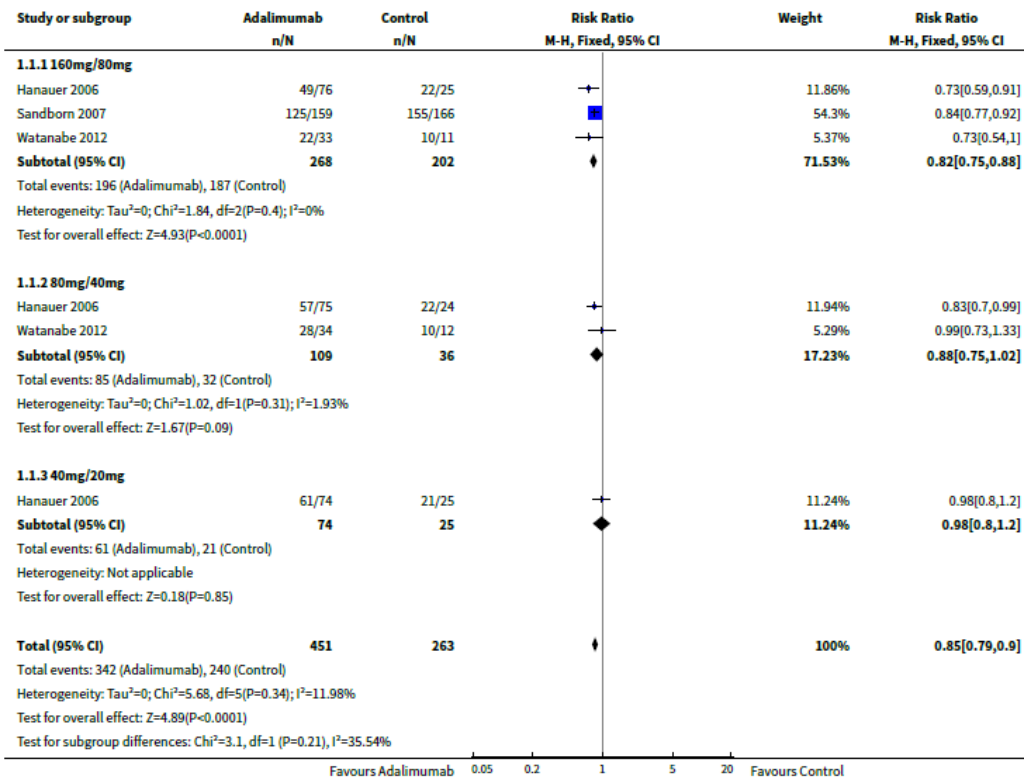 Study or subgroup Adalimumab Control Risk Ratio Weight Risk Ratio
n/N n/N M-H, Fixed, 95% CI M-H, Fixed, 95% CI
1.1.1 160mg/80mg
Hanauer 2006 49/76 22/25 11.86% 0.73[0.59,0.91]
Sandborn 2007 125/159 155/166 54.3% 0.84[0.77,0.92]
Watanabe 2012 22/33 10/11 5.37% 0.73[0.54,1]
Subtotal (95% CI) 268 202 71.53% 0.82[0.75,0.88]
Total events: 196 (Adalimumab), 187 (Control)
Heterogeneity: Tau²=0; Chi²=1.84, df=2(P=0.4); I²=0%
Test for overall effect: Z=4.93(P<0.0001)
1.1.2 80mg/40mg
Hanauer 2006 57/75 22/24 11.94% 0.83[0.7,0.99]
Watanabe 2012 28/34 10/12 5.29% 0.99[0.73,1.33]
Subtotal (95% CI) 109 36 17.23% 0.88[0.75,1.02]
Total events: 85 (Adalimumab), 32 (Control)
Heterogeneity: Tau²=0; Chi²=1.02, df=1(P=0.31); I²=1.93%
Test for overall effect: Z=1.67(P=0.09)
1.1.3 40mg/20mg
Hanauer 2006 61/74 21/25 11.24% 0.98[0.8,1.2]
Subtotal (95% CI) 74 25 11.24% 0.98[0.8,1.2]
Total events: 61 (Adalimumab), 21 (Control)
Heterogeneity: Not applicable
Test for overall effect: Z=0.18(P=0.85)
Total (95% CI) 451 263 100% 0.85[0.79,0.9]
Total events: 342 (Adalimumab), 240 (Control)
Heterogeneity: Tau²=0; Chi²=5.68, df=5(P=0.34); I²=11.98%
Test for overall effect: Z=4.89(P<0.0001)
Test for subgroup differences: Chi²=3.1, df=1 (P=0.21), I²=35.54%
Favours Adalimumab 0.05 0.2 1 5 20 Favours Control